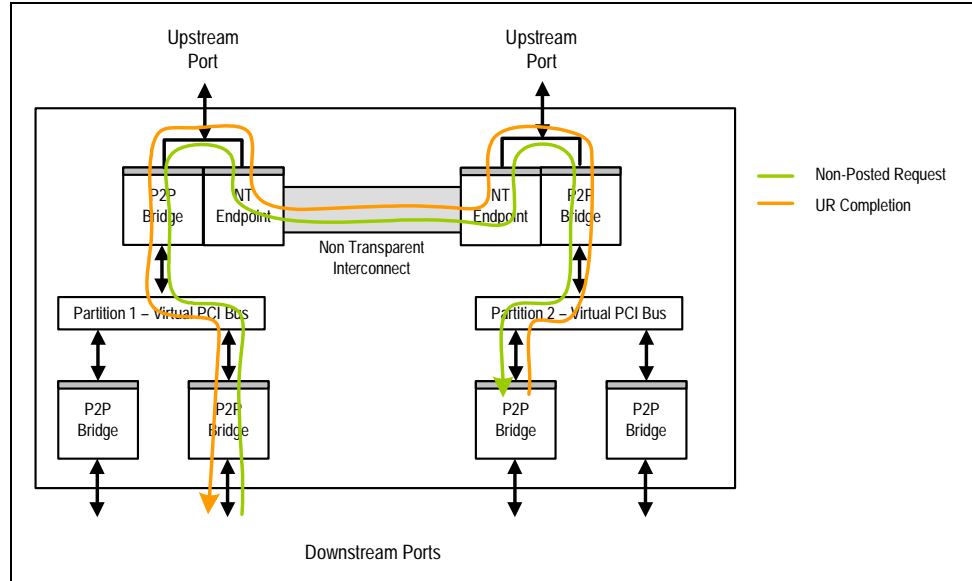 Upstream
Port
Upstream
Port
P2P
Bridge
NT
Endpoint
NT
Endpoint
P2P
Bridge
Non Transparent
Interconnect
Non-Posted Request
UR Completion
Partition 1 – Virtual PCI Bus
Partition 2 – Virtual PCI Bus
P2P
Bridge
P2P
Bridge
P2P
Bridge
P2P
Bridge
Downstream Ports